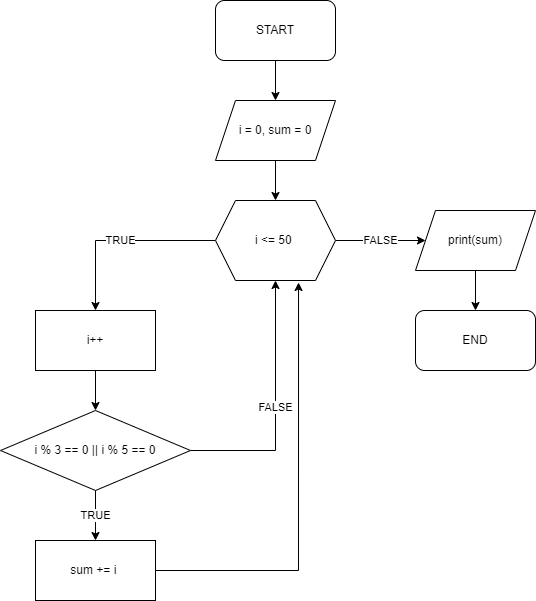 START
i = 0, sum = 0
i <= 50
TRUE
FALSE
print(sum)
i++
END
FALSE
i % 3 == 0 || i % 5 == 0
TRUE
sum += i